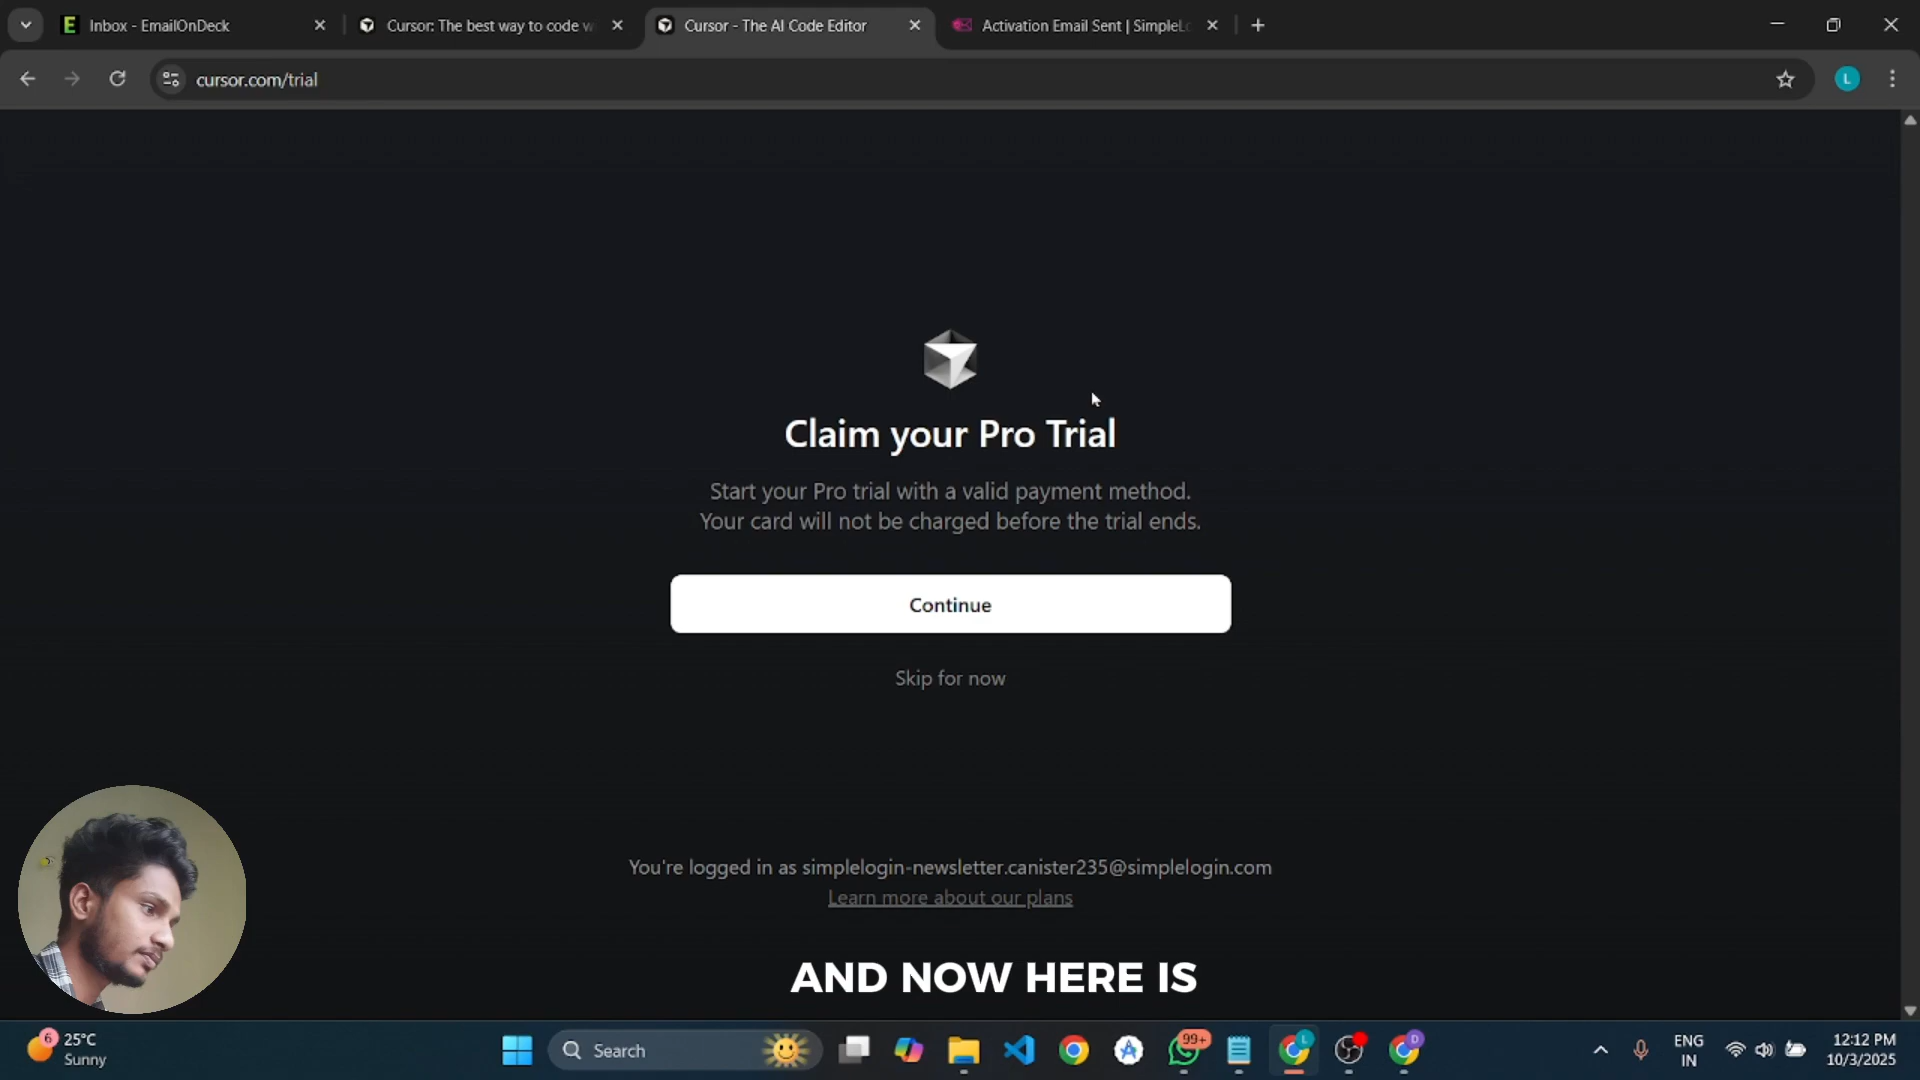 Inbox - EmailOnDeck
Cursor: The best way to code w
Cursor - The AI Code Editor
Activation Email Sent | SimpleLo
cursor.com/trial
L
Claim your Pro Trial
Start your Pro trial with a valid payment method.
Your card will not be charged before the trial ends.
Continue
Skip for now
You're logged in as simplelogin-newsletter.canister235@simplelogin.com
Learn more about our plans
AND NOW HERE IS
6
25°C
Sunny
Search
99+
L
D
ENG
IN
12:12 PM
10/3/2025